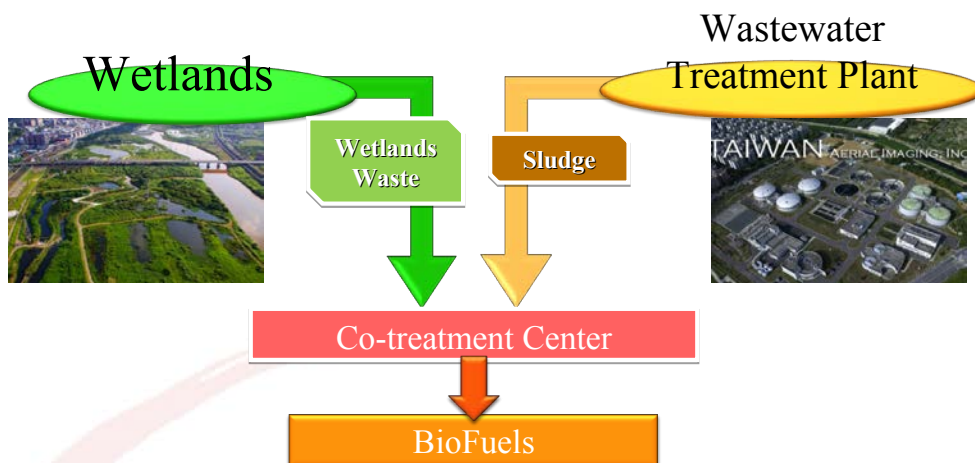 Wetlands
Wastewater
Treatment Plant
Wetlands
Waste
Sludge
TAIWAN AERIAL IMAGING, INC
Co-treatment Center
BioFuels